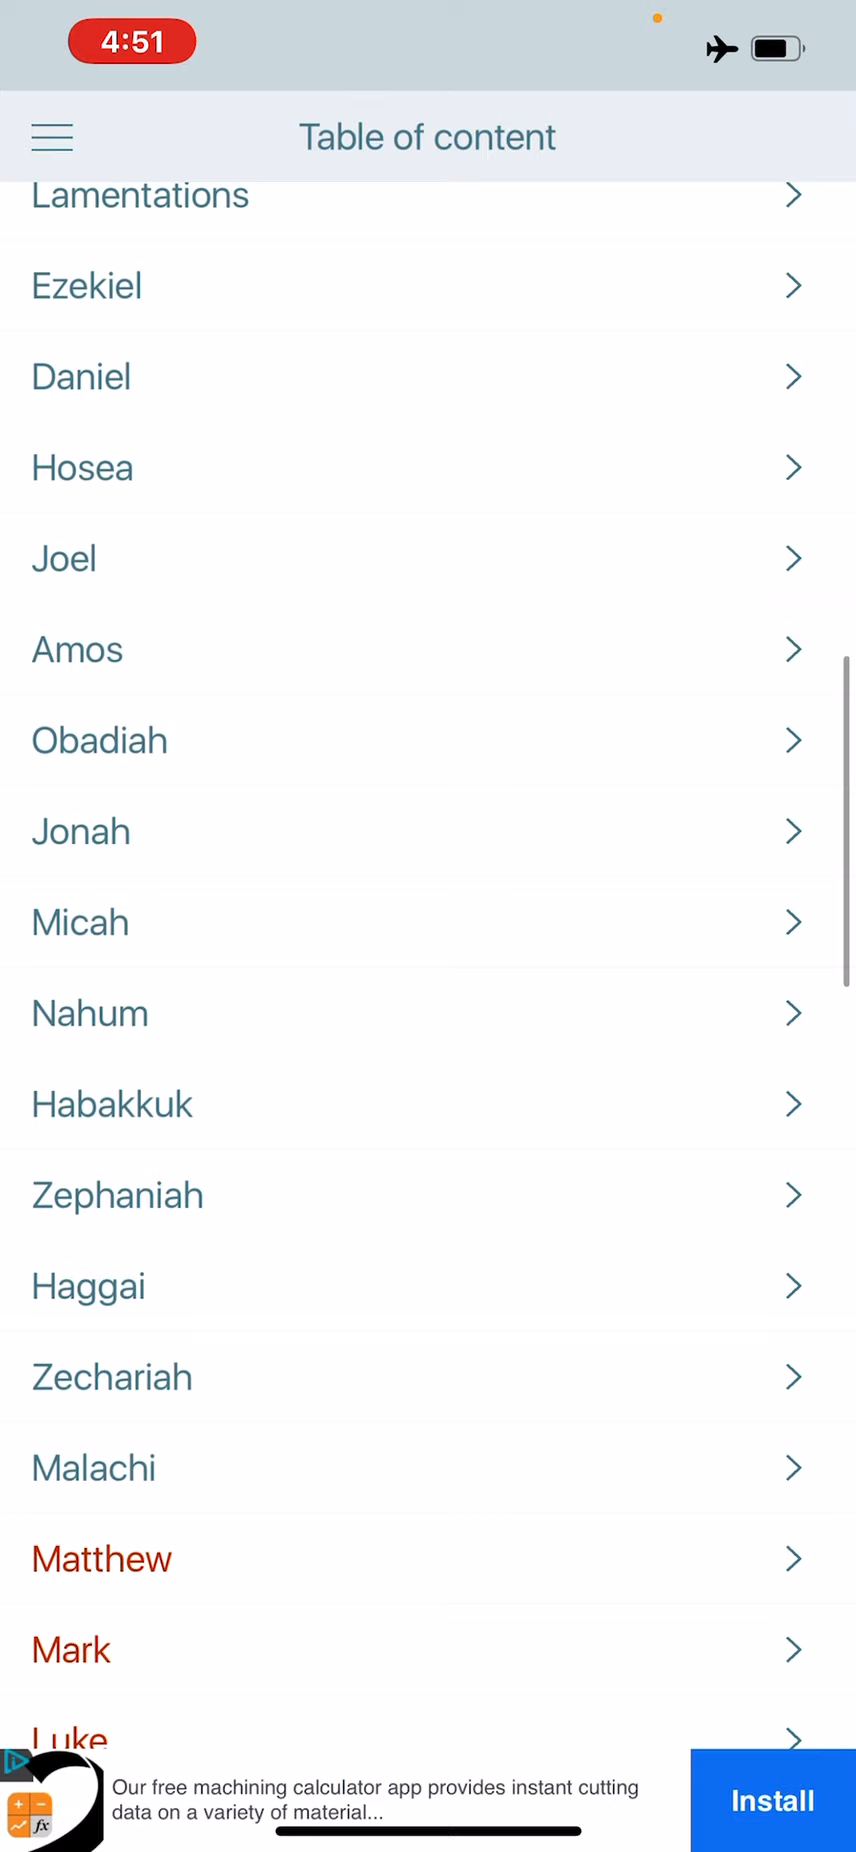 4:51
Table of content
Lamentations
Ezekiel
Daniel
Hosea
Joel
Amos
Obadiah
Jonah
Micah
Nahum
Habakkuk
Zephaniah
Haggai
Zechariah
Malachi
Matthew
Mark
Luke
Our free machining calculator app provides instant cutting
data on a variety of material...
Install
fx